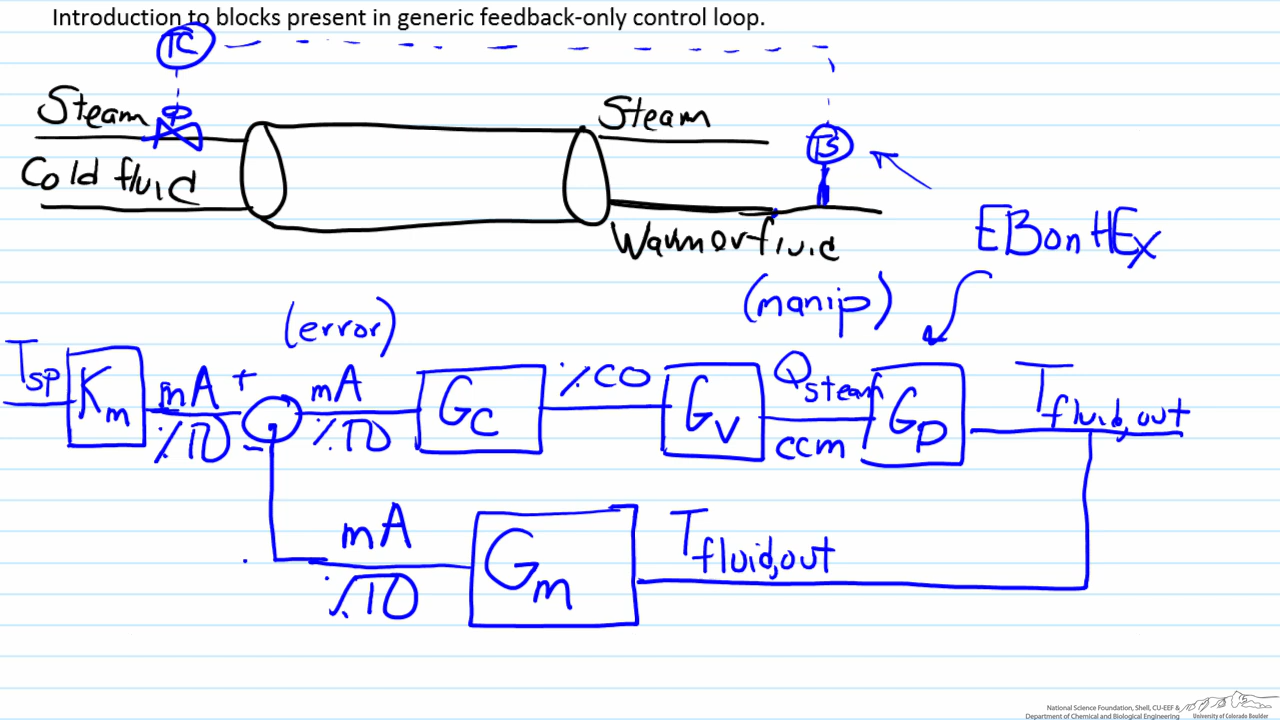 Introduction to blocks present in generic feedback-only control loop.
TC
Steam
Steam
TS
Cold fluid
Warmer fluid
EB on HEx
(manip)
(error)
Tsp
Km
mA +
%TO -
mA
%TO
Gc
%CO
Gv
Qsteam
ccm
Gp
Tfluid,out
mA
%TO
Gm
Tfluid,out
National Science Foundation, Shell, CU-EEF &
Department of Chemical and Biological Engineering
University of Colorado Boulder